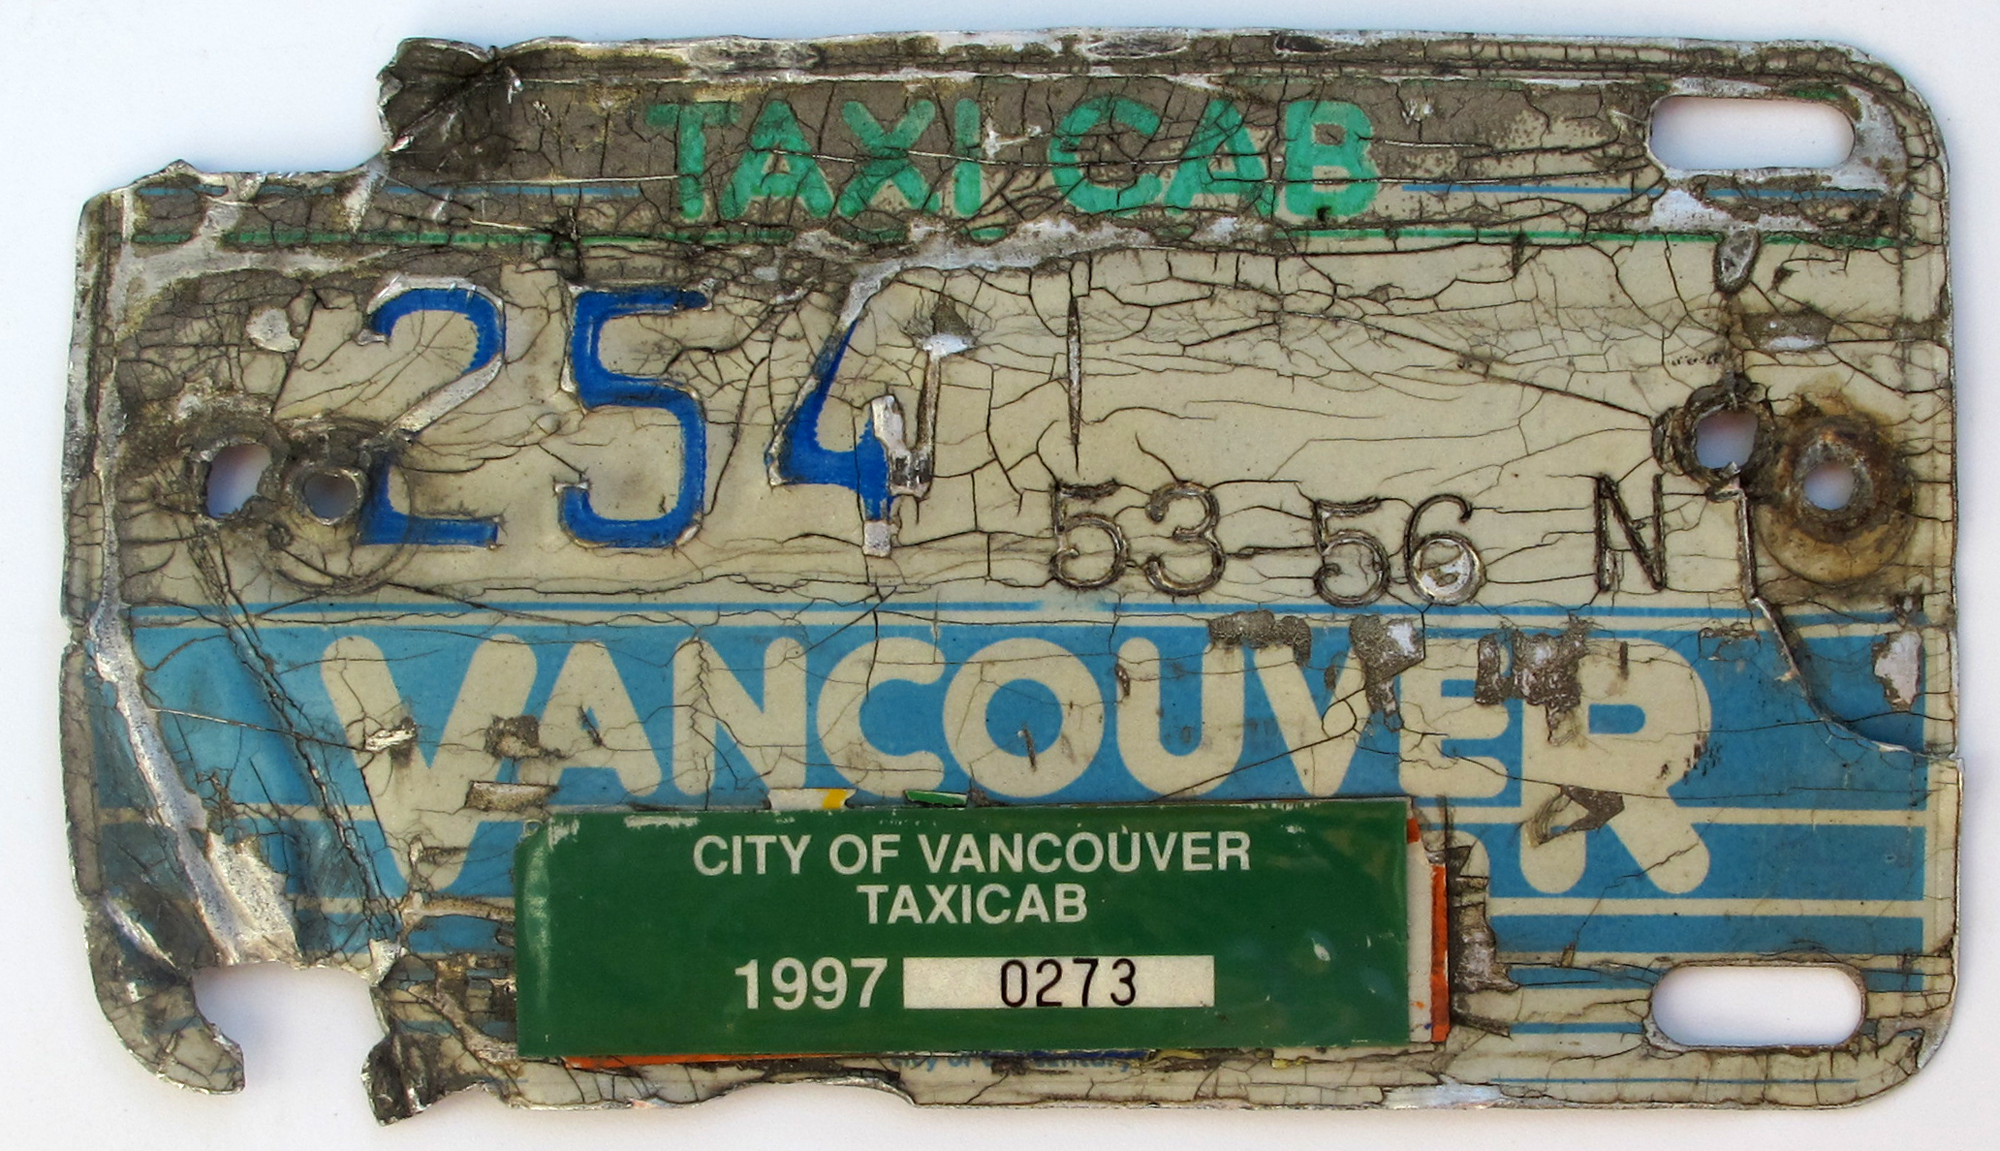 TAXI CAB
254
53-56 N
VANCOUVER
CITY OF VANCOUVER
TAXICAB
1997 0273